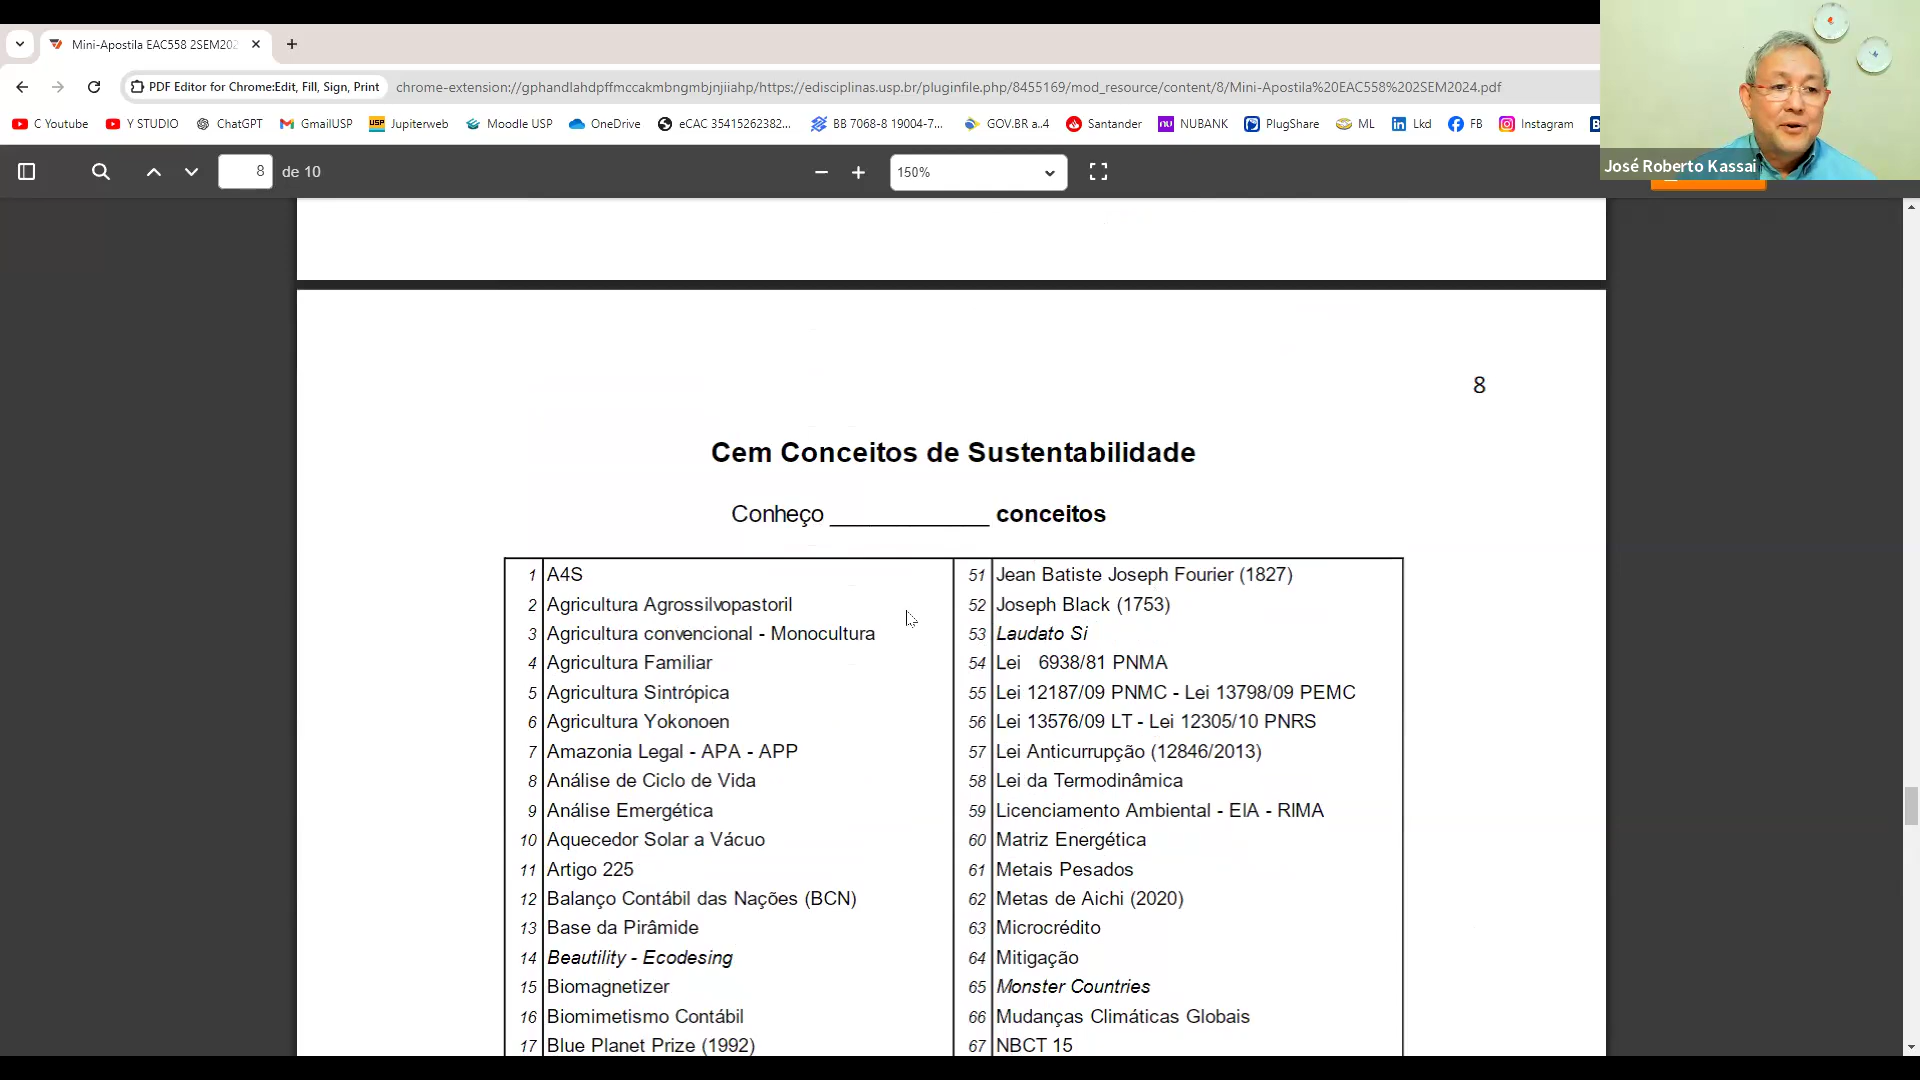 Mini-Apostila EAC558 2SEM202
PDF Editor for Chrome:Edit, Fill, Sign, Print
chrome-extension://gphandlahdpffmccakmbngmbjnjiiahp/https://edisciplinas.usp.br/pluginfile.php/8455169/mod_resource/content/8/Mini-Apostila%20EAC558%202SEM2024.pdf
C Youtube
Y STUDIO
ChatGPT
GmailUSP
Jupiterweb
Moodle USP
OneDrive
eCAC 35415262382...
BB 7068-8 19004-7...
GOV.BR a..4
Santander
NUBANK
PlugShare
ML
Lkd
FB
Instagram
José Roberto Kassai
8 de 10
150%
8
Cem Conceitos de Sustentabilidade
Conheço ____________ conceitos
1 A4S
2 Agricultura Agrossilvopastoril
3 Agricultura convencional - Monocultura
4 Agricultura Familiar
5 Agricultura Sintrópica
6 Agricultura Yokonoen
7 Amazonia Legal - APA - APP
8 Análise de Ciclo de Vida
9 Análise Emergética
10 Aquecedor Solar a Vácuo
11 Artigo 225
12 Balanço Contábil das Nações (BCN)
13 Base da Pirâmide
14 Beautility - Ecodesing
15 Biomagnetizer
16 Biomimetismo Contábil
17 Blue Planet Prize (1992)
51 Jean Batiste Joseph Fourier (1827)
52 Joseph Black (1753)
53 Laudato Si
54 Lei 6938/81 PNMA
55 Lei 12187/09 PNMC - Lei 13798/09 PEMC
56 Lei 13576/09 LT - Lei 12305/10 PNRS
57 Lei Anticurrupção (12846/2013)
58 Lei da Termodinâmica
59 Licenciamento Ambiental - EIA - RIMA
60 Matriz Energética
61 Metais Pesados
62 Metas de Aichi (2020)
63 Microcrédito
64 Mitigação
65 Monster Countries
66 Mudanças Climáticas Globais
67 NBCT 15